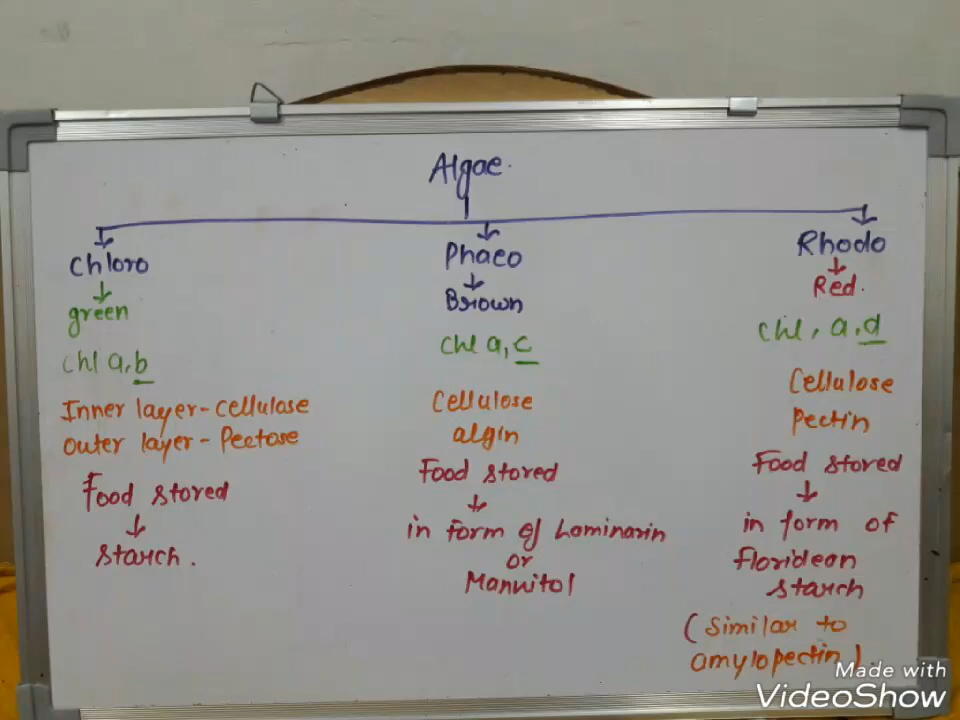 Algae.
Chloro
green
chl a, b
Inner layer-cellulase
outer layer - Pectose
Food stored
starch.
Phaeo
Brown
Chl a, c
Cellulose
algin
Food stored
in form of Laminarin
or
Mannitol
Rhodo
Red.
Chl, a, d
Cellulose
Pectin
Food stored
in form of
floridean
starch
(similar to
amylopectin)
Made with
VideoShow